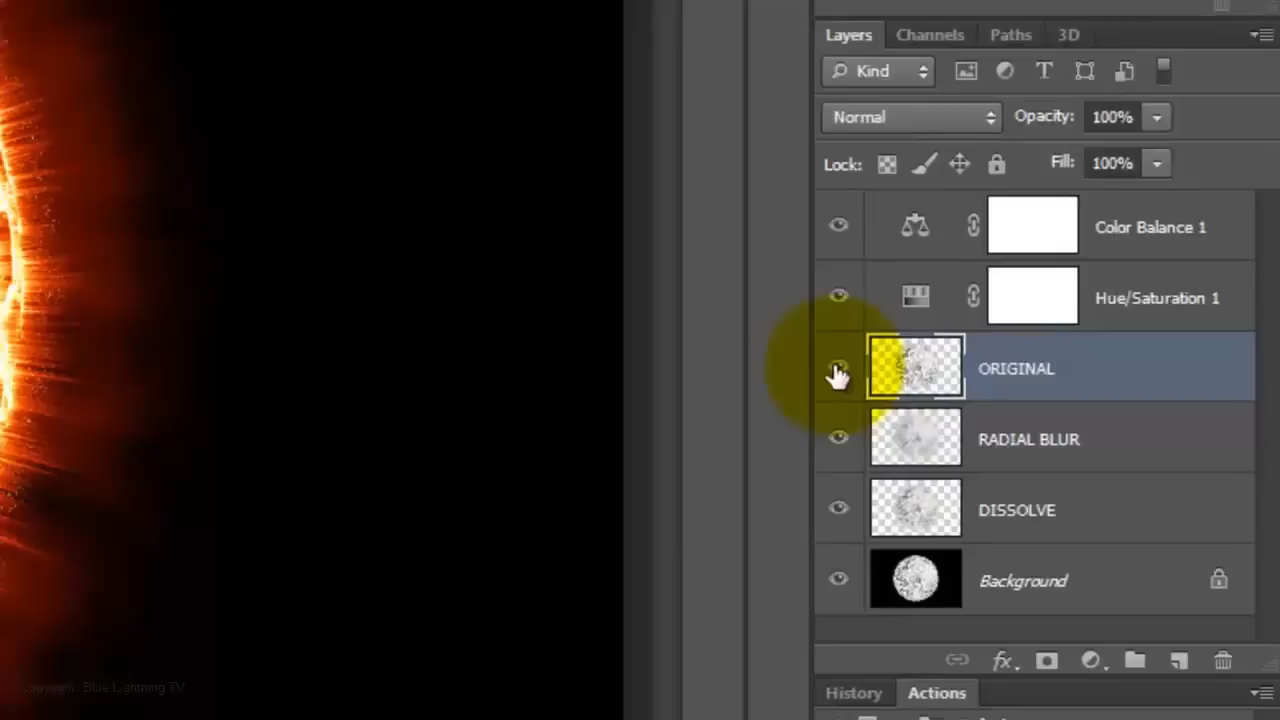 Layers Channels Paths 3D
Kind
Normal Opacity: 100%
Lock: Fill: 100%
Color Balance 1
Hue/Saturation 1
ORIGINAL
RADIAL BLUR
DISSOLVE
Background
fx
Copyright Blue Lightning TV
History Actions